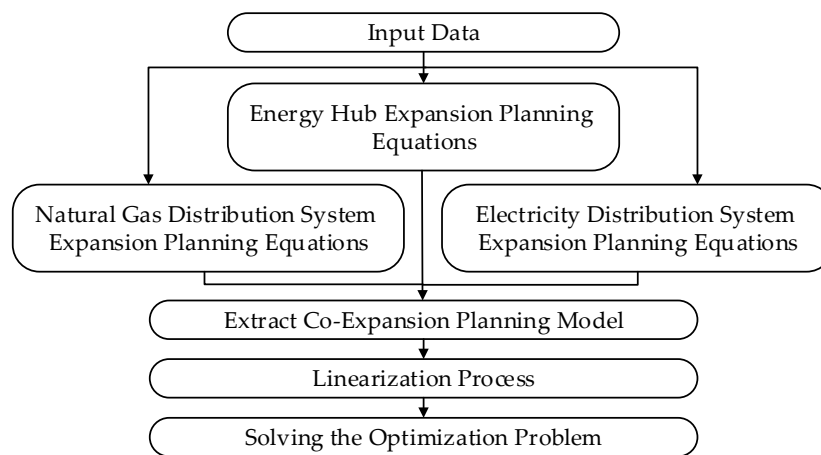 Input Data
Energy Hub Expansion Planning
Equations
Natural Gas Distribution System
Expansion Planning Equations
Electricity Distribution System
Expansion Planning Equations
Extract Co-Expansion Planning Model
Linearization Process
Solving the Optimization Problem